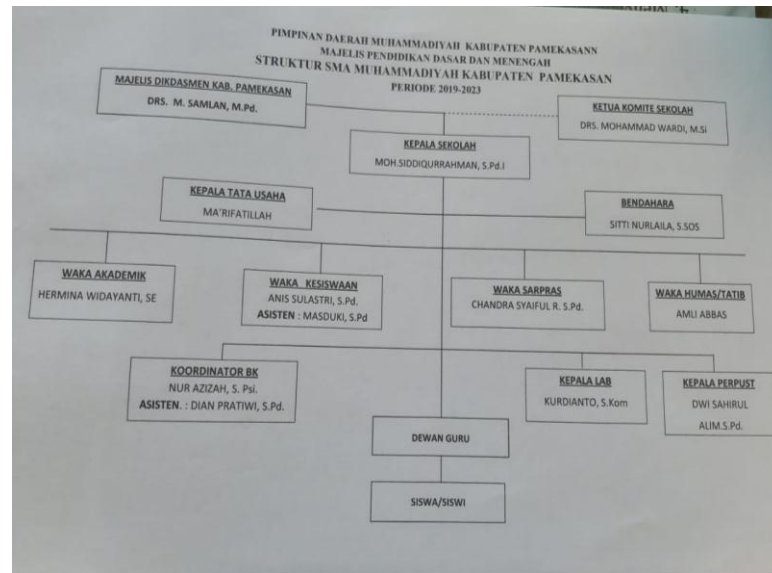 PIMPINAN DAERAH MUHAMMADIYAH KABUPATEN PAMEKASANN
MAJELIS PENDIDIKAN DASAR DAN MENENGAH
STRUKTUR SMA MUHAMMADIYAH KABUPATEN PAMEKASAN
PERIODE 2019-2023
MAJELIS DIKDASMEN KAB. PAMEKASAN
DRS. M. SAMLAN, M.Pd.
KETUA KOMITE SEKOLAH
DRS. MOHAMMAD WARDI, M.Si
KEPALA SEKOLAH
MOH.SIDDIQURRAHMAN, S.Pd.I
KEPALA TATA USAHA
MA'RIFATILLAH
BENDAHARA
SITTI NURLAILA, S.SOS
WAKA AKADEMIK
HERMINA WIDAYANTI, SE
WAKA KESISWAAN
ANIS SULASTRI, S.Pd.
ASISTEN : MASDUKI, S.Pd
WAKA SARPRAS
CHANDRA SYAIFUL R. S.Pd.
WAKA HUMAS/TATIB
AMLI ABBAS
KOORDINATOR BK
NUR AZIZAH, S. Psi.
ASISTEN. : DIAN PRATIWI, S.Pd.
KEPALA LAB
KURDIANTO, S.Kom
KEPALA PERPUST
DWI SAHIRUL
ALIM.S.Pd.
DEWAN GURU
SISWA/SISWI